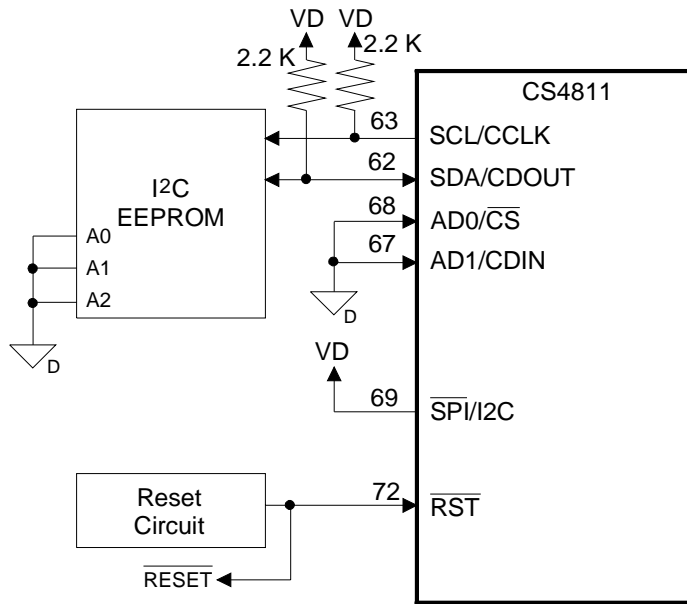 VD VD
2.2 K 2.2 K
CS4811
63 SCL/CCLK
62 SDA/CDOUT
I2C
EEPROM
68 AD0/CS
A0
67 AD1/CDIN
A1
A2
D
D
VD
69 SPI/I2C
Reset
Circuit
72 RST
RESET